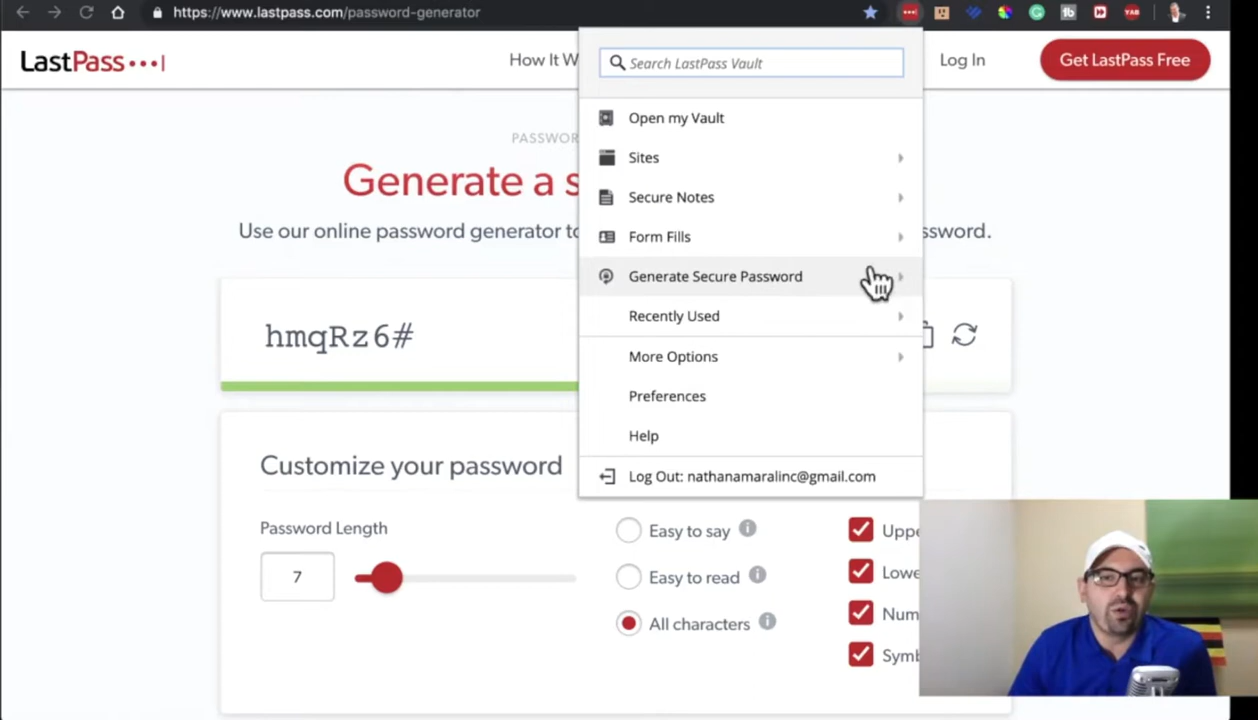 https://www.lastpass.com/password-generator
LastPass
How It W
Log In
Get LastPass Free
Search LastPass Vault
Open my Vault
Sites
Secure Notes
Form Fills
Generate Secure Password
Recently Used
More Options
Preferences
Help
Log Out: nathanamaralinc@gmail.com
PASSWOR
Generate a s
Use our online password generator to
ssword.
hmqRz6#
Customize your password
Password Length
7
Easy to say
Easy to read
All characters
Uppe
Lowe
Num
Symb
YAB